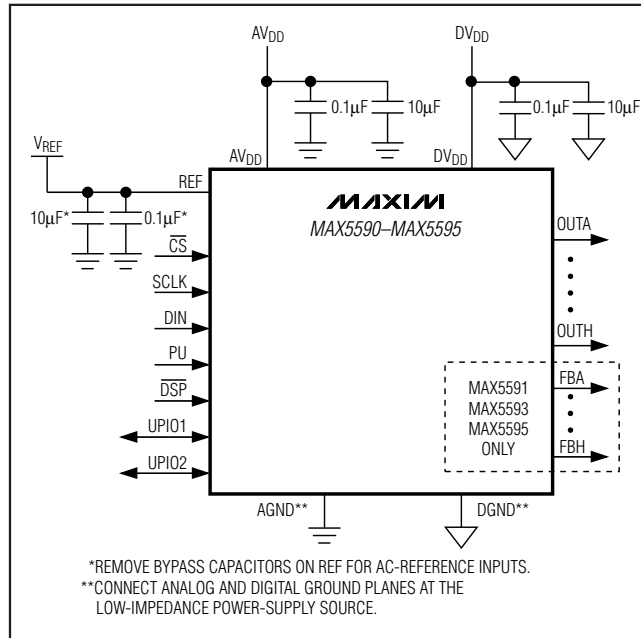 AVDD
DVDD
0.1µF
10µF
0.1µF
10µF
VREF
AVDD
DVDD
REF
MAXIM
MAX5590–MAX5595
10µF*
0.1µF*
CS
SCLK
DIN
PU
DSP
UPIO1
UPIO2
OUTA
OUTH
FBA
MAX5591
MAX5593
MAX5595
ONLY
FBH
AGND**
DGND**
*REMOVE BYPASS CAPACITORS ON REF FOR AC-REFERENCE INPUTS.
**CONNECT ANALOG AND DIGITAL GROUND PLANES AT THE
LOW-IMPEDANCE POWER-SUPPLY SOURCE.